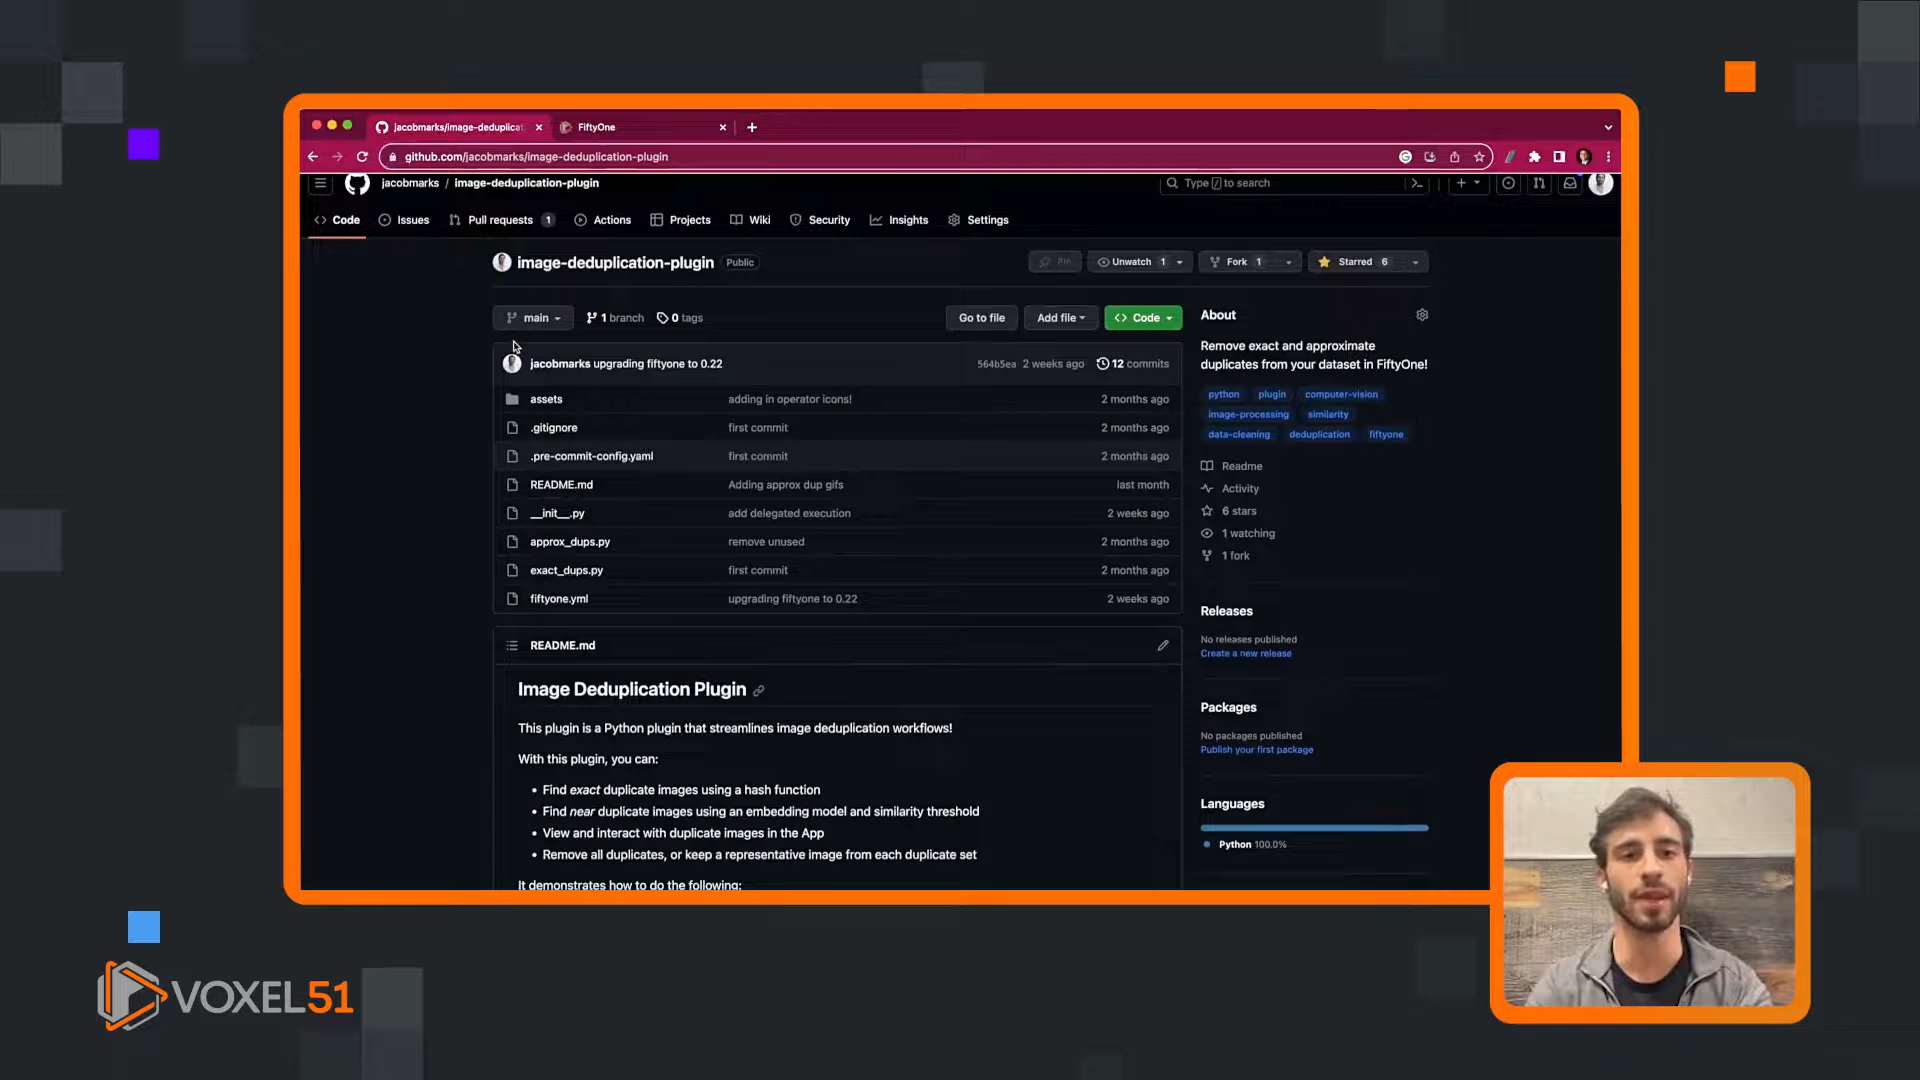 jacobmarks/image-deduplicat
FiftyOne
github.com/jacobmarks/image-deduplication-plugin
jacobmarks / image-deduplication-plugin
Type / to search
Code Issues Pull requests 1 Actions Projects Wiki Security Insights Settings
image-deduplication-plugin Public
Pin Unwatch 1 Fork 1 Starred 6
main 1 branch 0 tags Go to file Add file Code
jacobmarks upgrading fiftyone to 0.22 564b5ea 2 weeks ago 12 commits
assets adding in operator icons! 2 months ago
.gitignore first commit 2 months ago
.pre-commit-config.yaml first commit 2 months ago
README.md Adding approx dup gifs last month
__init__.py add delegated execution 2 weeks ago
approx_dups.py remove unused 2 months ago
exact_dups.py first commit 2 months ago
fiftyone.yml upgrading fiftyone to 0.22 2 weeks ago
README.md
Image Deduplication Plugin
This plugin is a Python plugin that streamlines image deduplication workflows!
With this plugin, you can:
• Find exact duplicate images using a hash function
• Find near duplicate images using an embedding model and similarity threshold
• View and interact with duplicate images in the App
• Remove all duplicates, or keep a representative image from each duplicate set
It demonstrates how to do the following:
About
Remove exact and approximate
duplicates from your dataset in FiftyOne!
python plugin computer-vision
image-processing similarity
data-cleaning deduplication fiftyone
Readme
Activity
6 stars
1 watching
1 fork
Releases
No releases published
Create a new release
Packages
No packages published
Publish your first package
Languages
Python 100.0%
VOXEL51